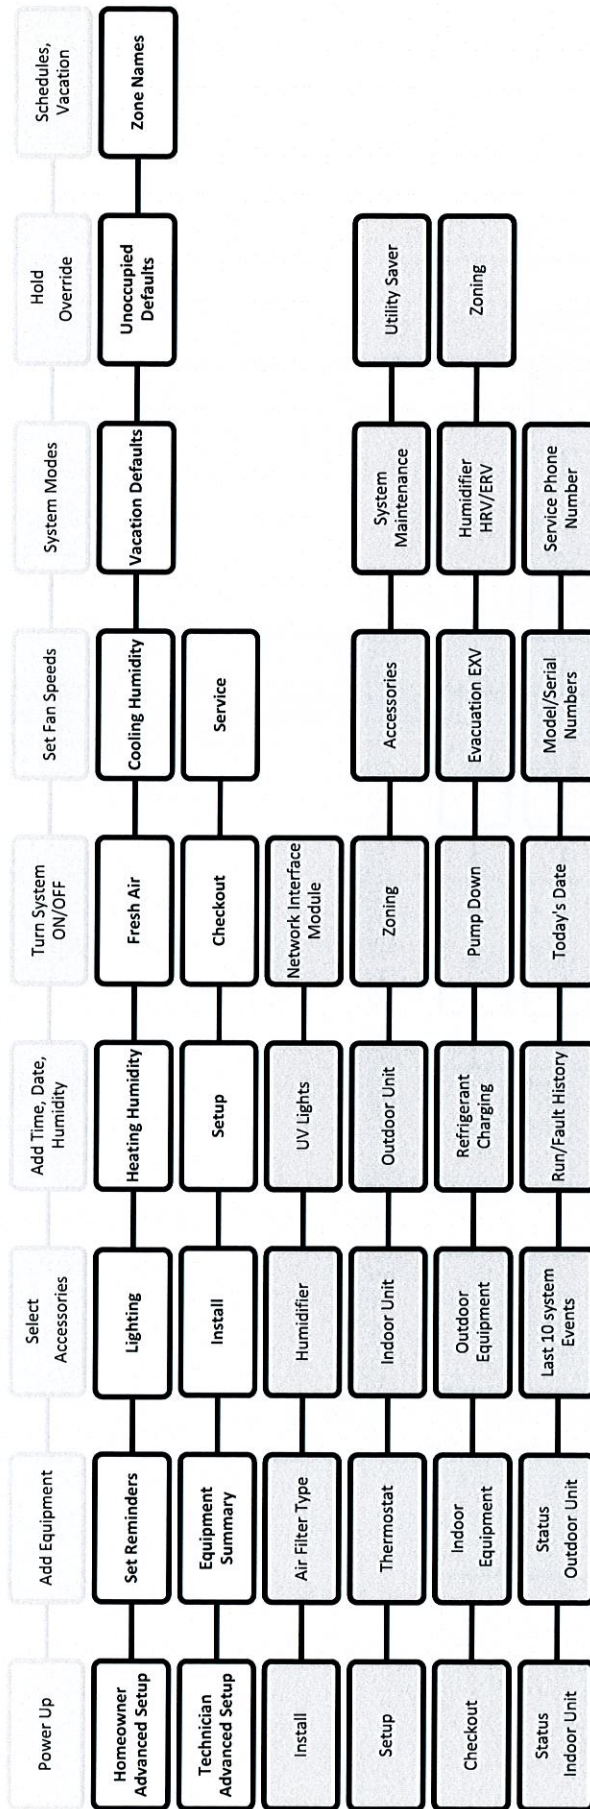 Power Up
Add Equipment
Select
Accessories
Add Time, Date,
Humidity
Turn System
ON/OFF
Set Fan Speeds
System Modes
Hold
Override
Schedules,
Vacation
Homeowner
Advanced Setup
Set Reminders
Lighting
Heating Humidity
Fresh Air
Cooling Humidity
Vacation Defaults
Unoccupied
Defaults
Zone Names
Technician
Advanced Setup
Equipment
Summary
Install
Setup
Checkout
Service
Install
Air Filter Type
Humidifier
UV Lights
Network Interface
Module
Setup
Thermostat
Indoor Unit
Outdoor Unit
Zoning
Accessories
System
Maintenance
Utility Saver
Checkout
Indoor
Equipment
Outdoor
Equipment
Refrigerant
Charging
Pump Down
Evacuation EXV
Humidifier
HRV/ERV
Zoning
Status
Indoor Unit
Status
Outdoor Unit
Last 10 system
Events
Run/Fault History
Today's Date
Model/Serial
Numbers
Service Phone
Number